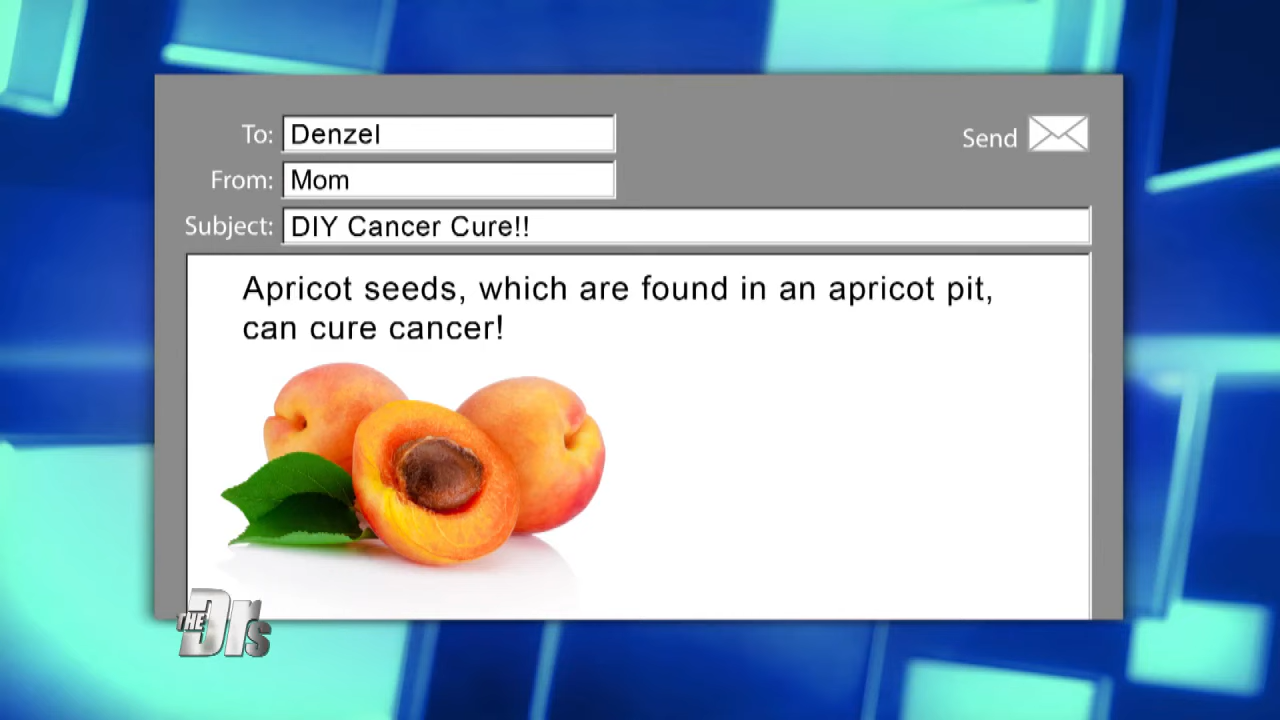 To: Denzel
Send
From: Mom
Subject: DIY Cancer Cure!!
Apricot seeds, which are found in an apricot pit,
can cure cancer!
THE Drs